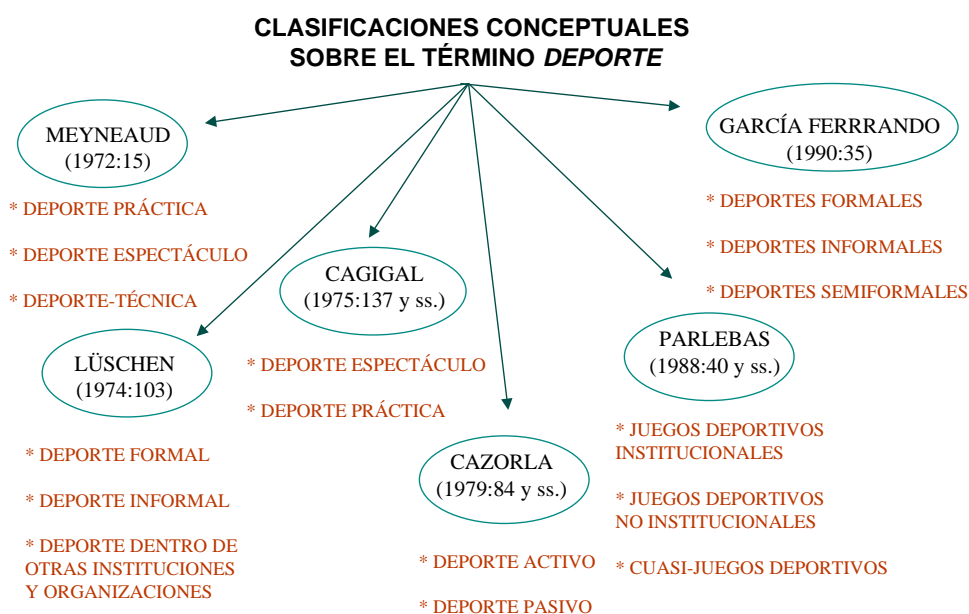 CLASIFICACIONES CONCEPTUALES
SOBRE EL TÉRMINO DEPORTE
MEYNEAUD
(1972:15)
* DEPORTE PRÁCTICA
* DEPORTE ESPECTÁCULO
* DEPORTE-TÉCNICA
LÜSCHEN
(1974:103)
* DEPORTE FORMAL
* DEPORTE INFORMAL
* DEPORTE DENTRO DE
OTRAS INSTITUCIONES
Y ORGANIZACIONES
CAGIGAL
(1975:137 y ss.)
* DEPORTE ESPECTÁCULO
* DEPORTE PRÁCTICA
CAZORLA
(1979:84 y ss.)
* DEPORTE ACTIVO
* DEPORTE PASIVO
PARLEBAS
(1988:40 y ss.)
* JUEGOS DEPORTIVOS
INSTITUCIONALES
* JUEGOS DEPORTIVOS
NO INSTITUCIONALES
* CUASI-JUEGOS DEPORTIVOS
GARCÍA FERRRANDO
(1990:35)
* DEPORTES FORMALES
* DEPORTES INFORMALES
* DEPORTES SEMIFORMALES